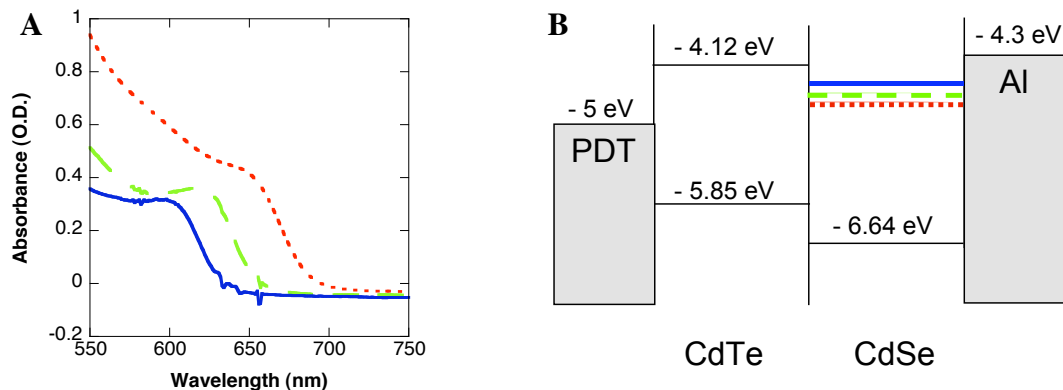 A
1
0.8
0.6
0.4
0.2
0
-0.2
Absorbance (O.D.)
550 600 650 700 750
Wavelength (nm)
B
- 4.12 eV
- 4.3 eV
Al
- 5 eV
PDT
- 5.85 eV
- 6.64 eV
CdTe CdSe